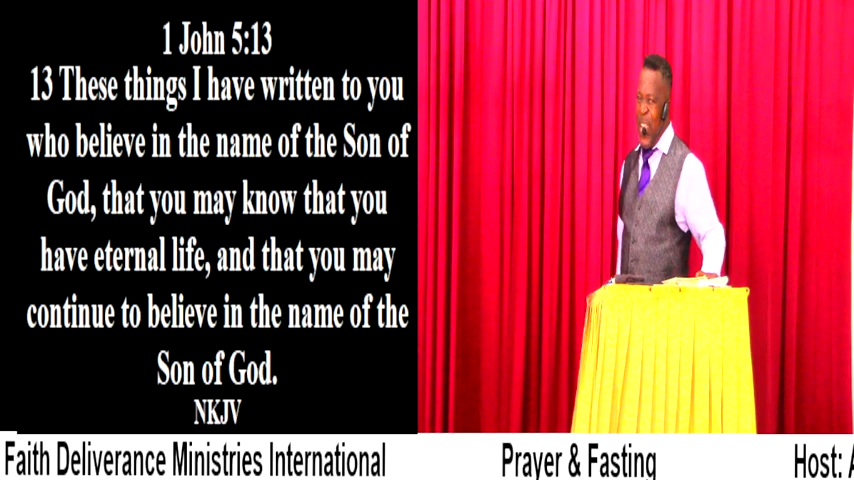 1 John 5:13
13 These things I have written to you
who believe in the name of the Son of
God, that you may know that you
have eternal life, and that you may
continue to believe in the name of the
Son of God.
NKJV
Faith Deliverance Ministries International Prayer & Fasting Host: A